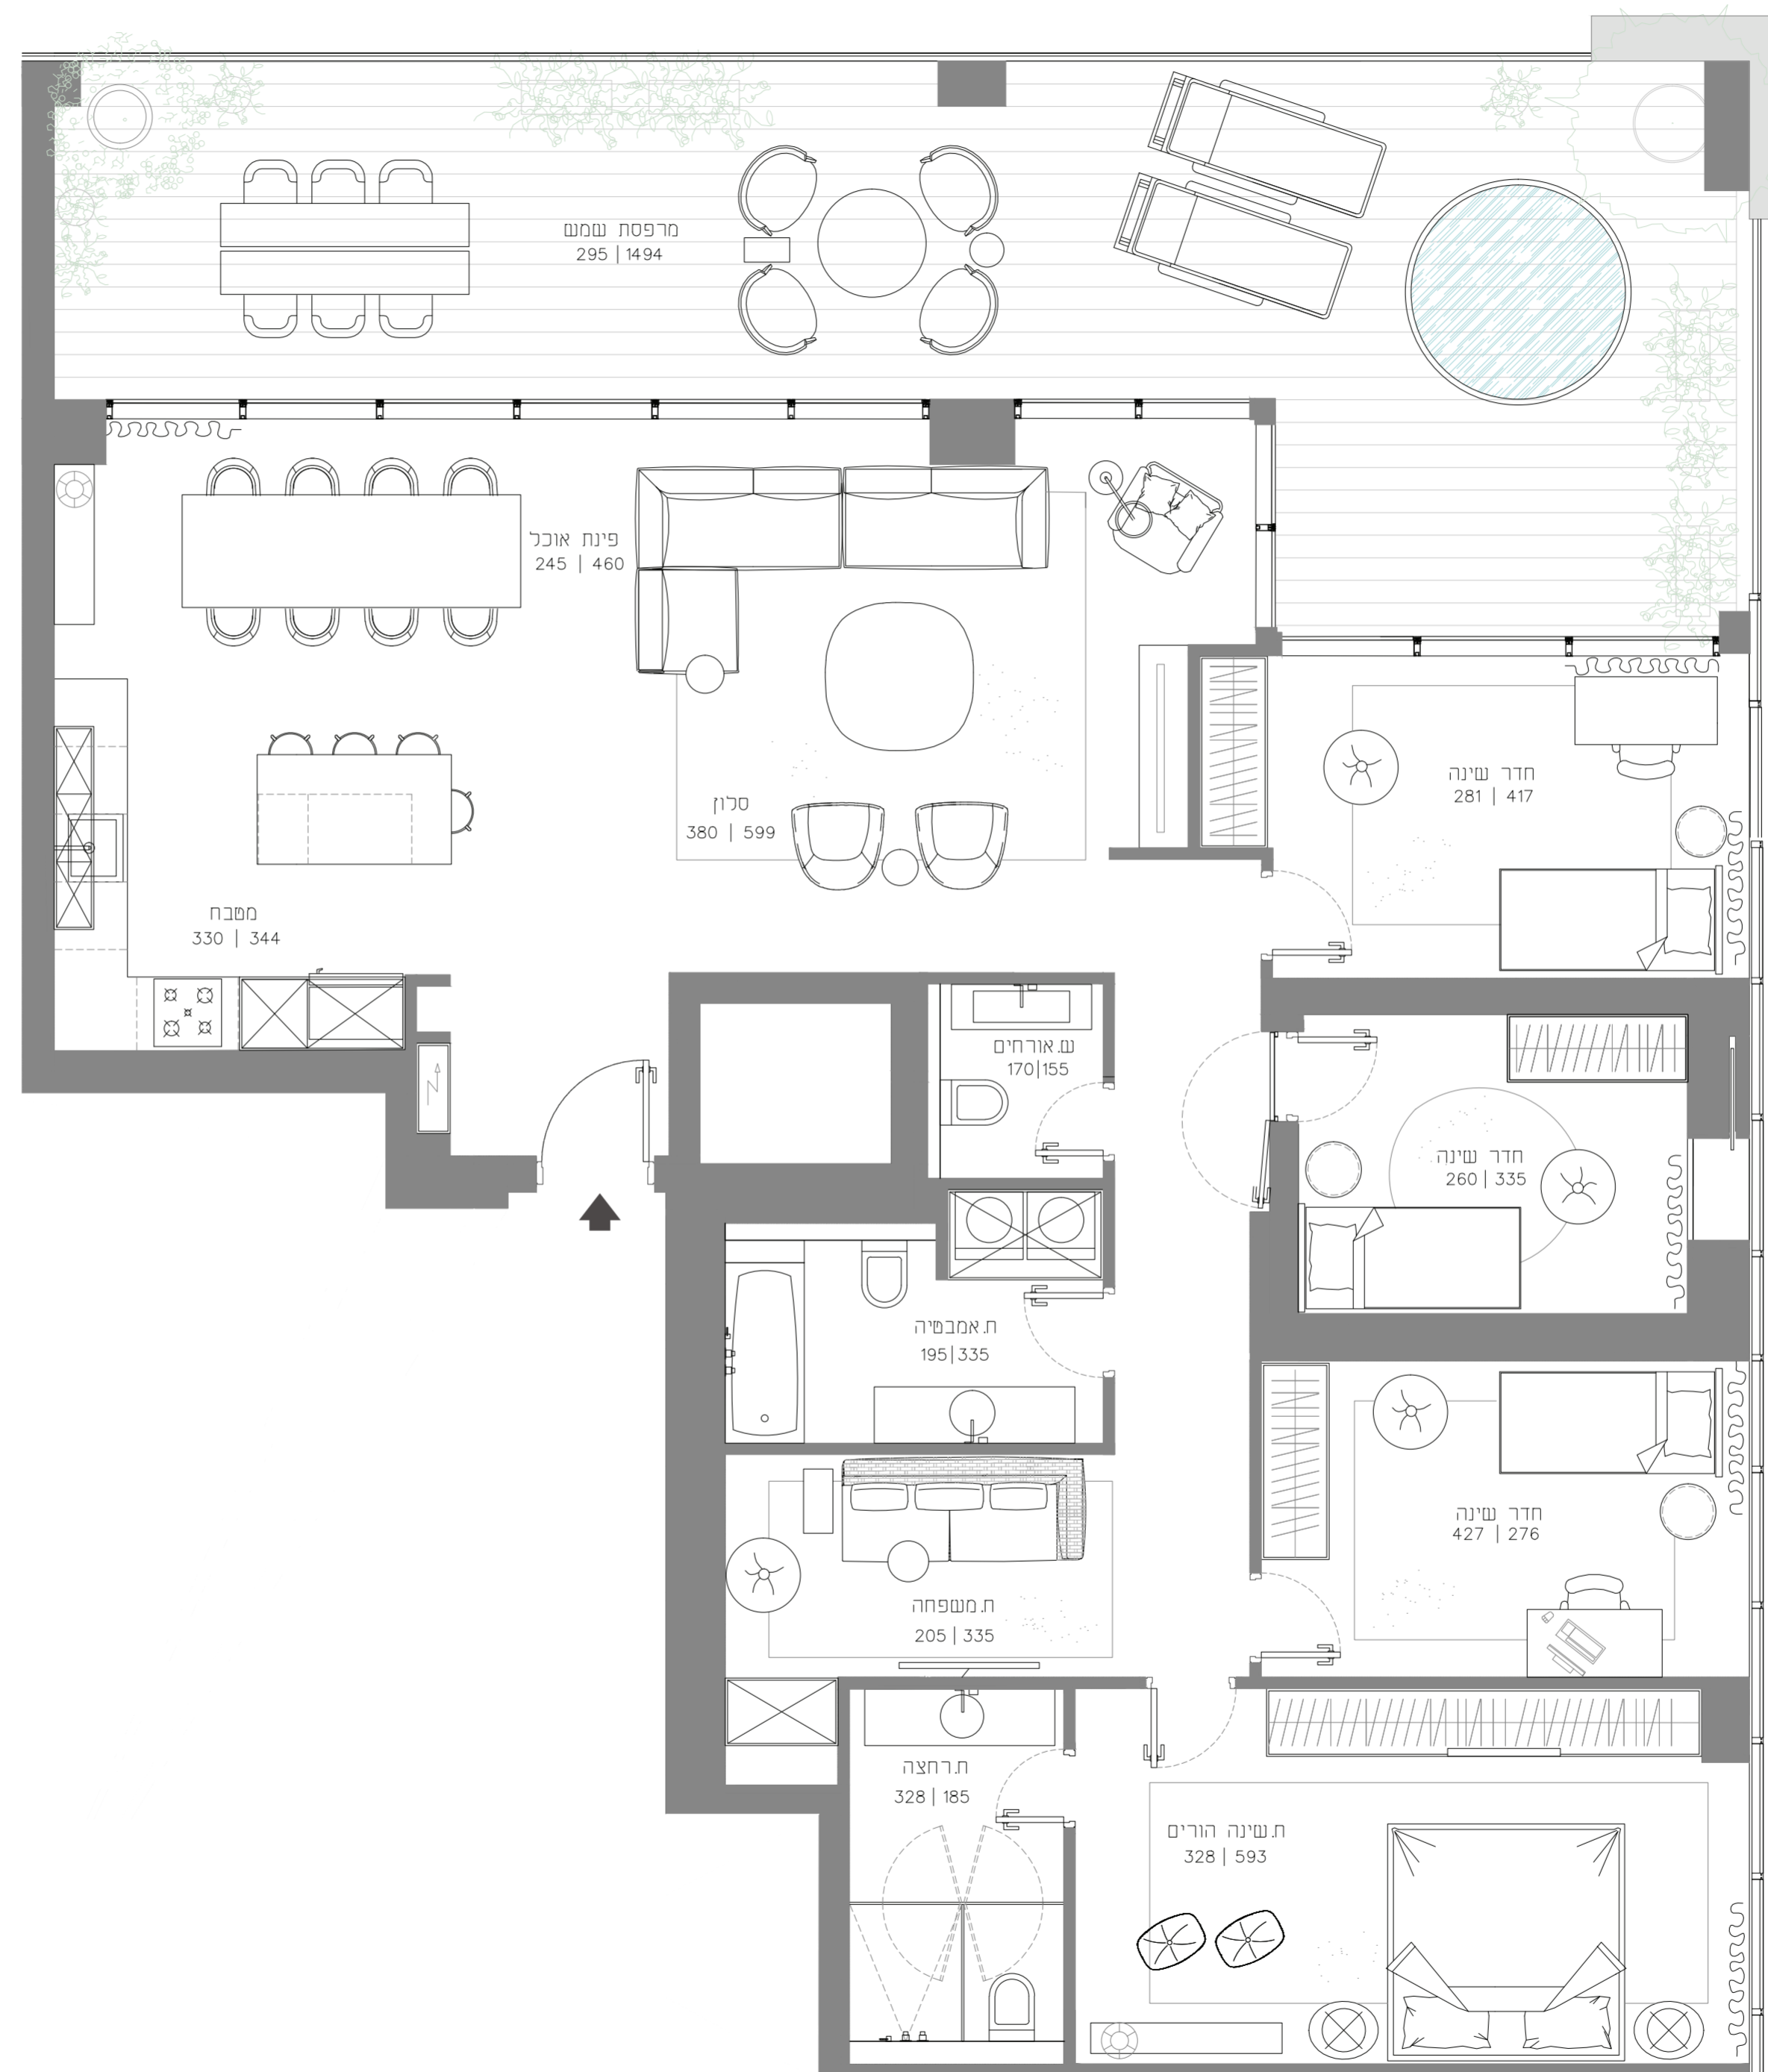 מרפסת שמש
295 | 1494
פינת אוכל
245 | 460
סלון
380 | 599
חדר שינה
281 | 417
מטבח
330 | 344
ש.אורחים
170|155
חדר שינה
260 | 335
ח.אמבטיה
195|335
חדר שינה
427 | 276
ח.משפחה
205 | 335
ח.רחצה
328 | 185
ח.שינה הורים
328 | 593